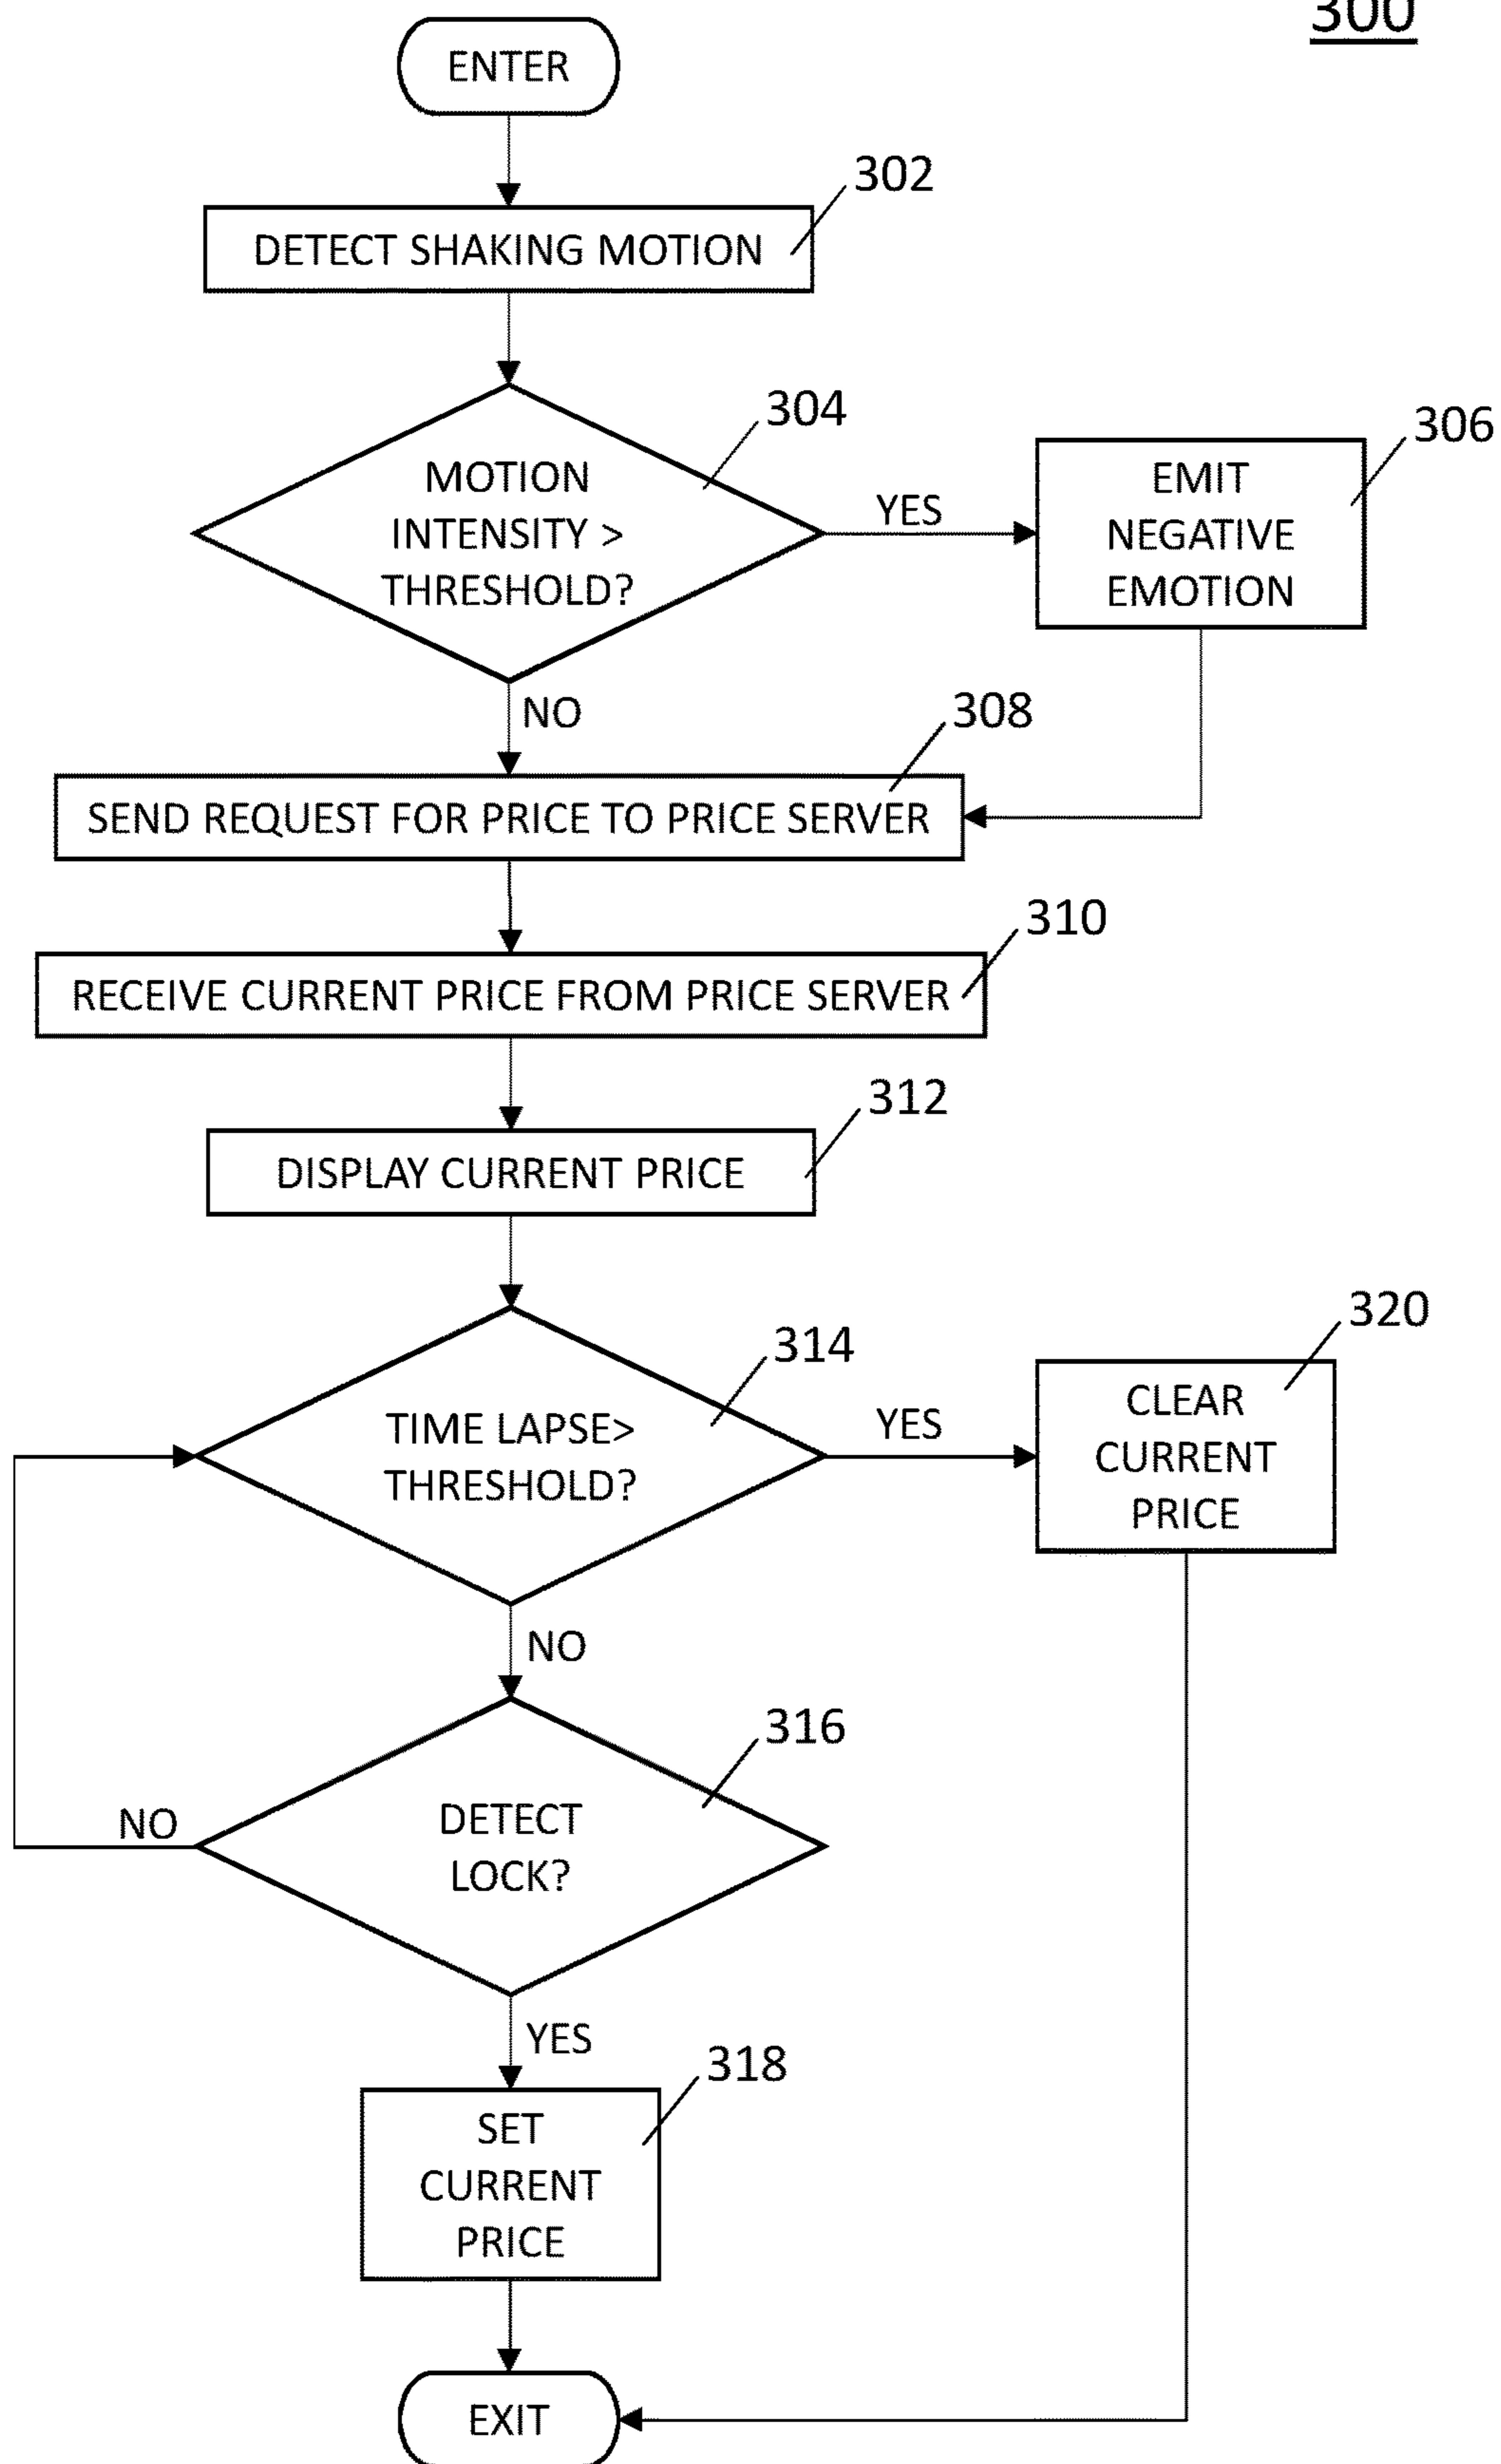 300
ENTER
302
DETECT SHAKING MOTION
304
MOTION
INTENSITY >
THRESHOLD?
YES
306
EMIT
NEGATIVE
EMOTION
NO
308
SEND REQUEST FOR PRICE TO PRICE SERVER
310
RECEIVE CURRENT PRICE FROM PRICE SERVER
312
DISPLAY CURRENT PRICE
314
TIME LAPSE>
THRESHOLD?
YES
320
CLEAR
CURRENT
PRICE
NO
316
DETECT
LOCK?
NO
YES
318
SET
CURRENT
PRICE
EXIT